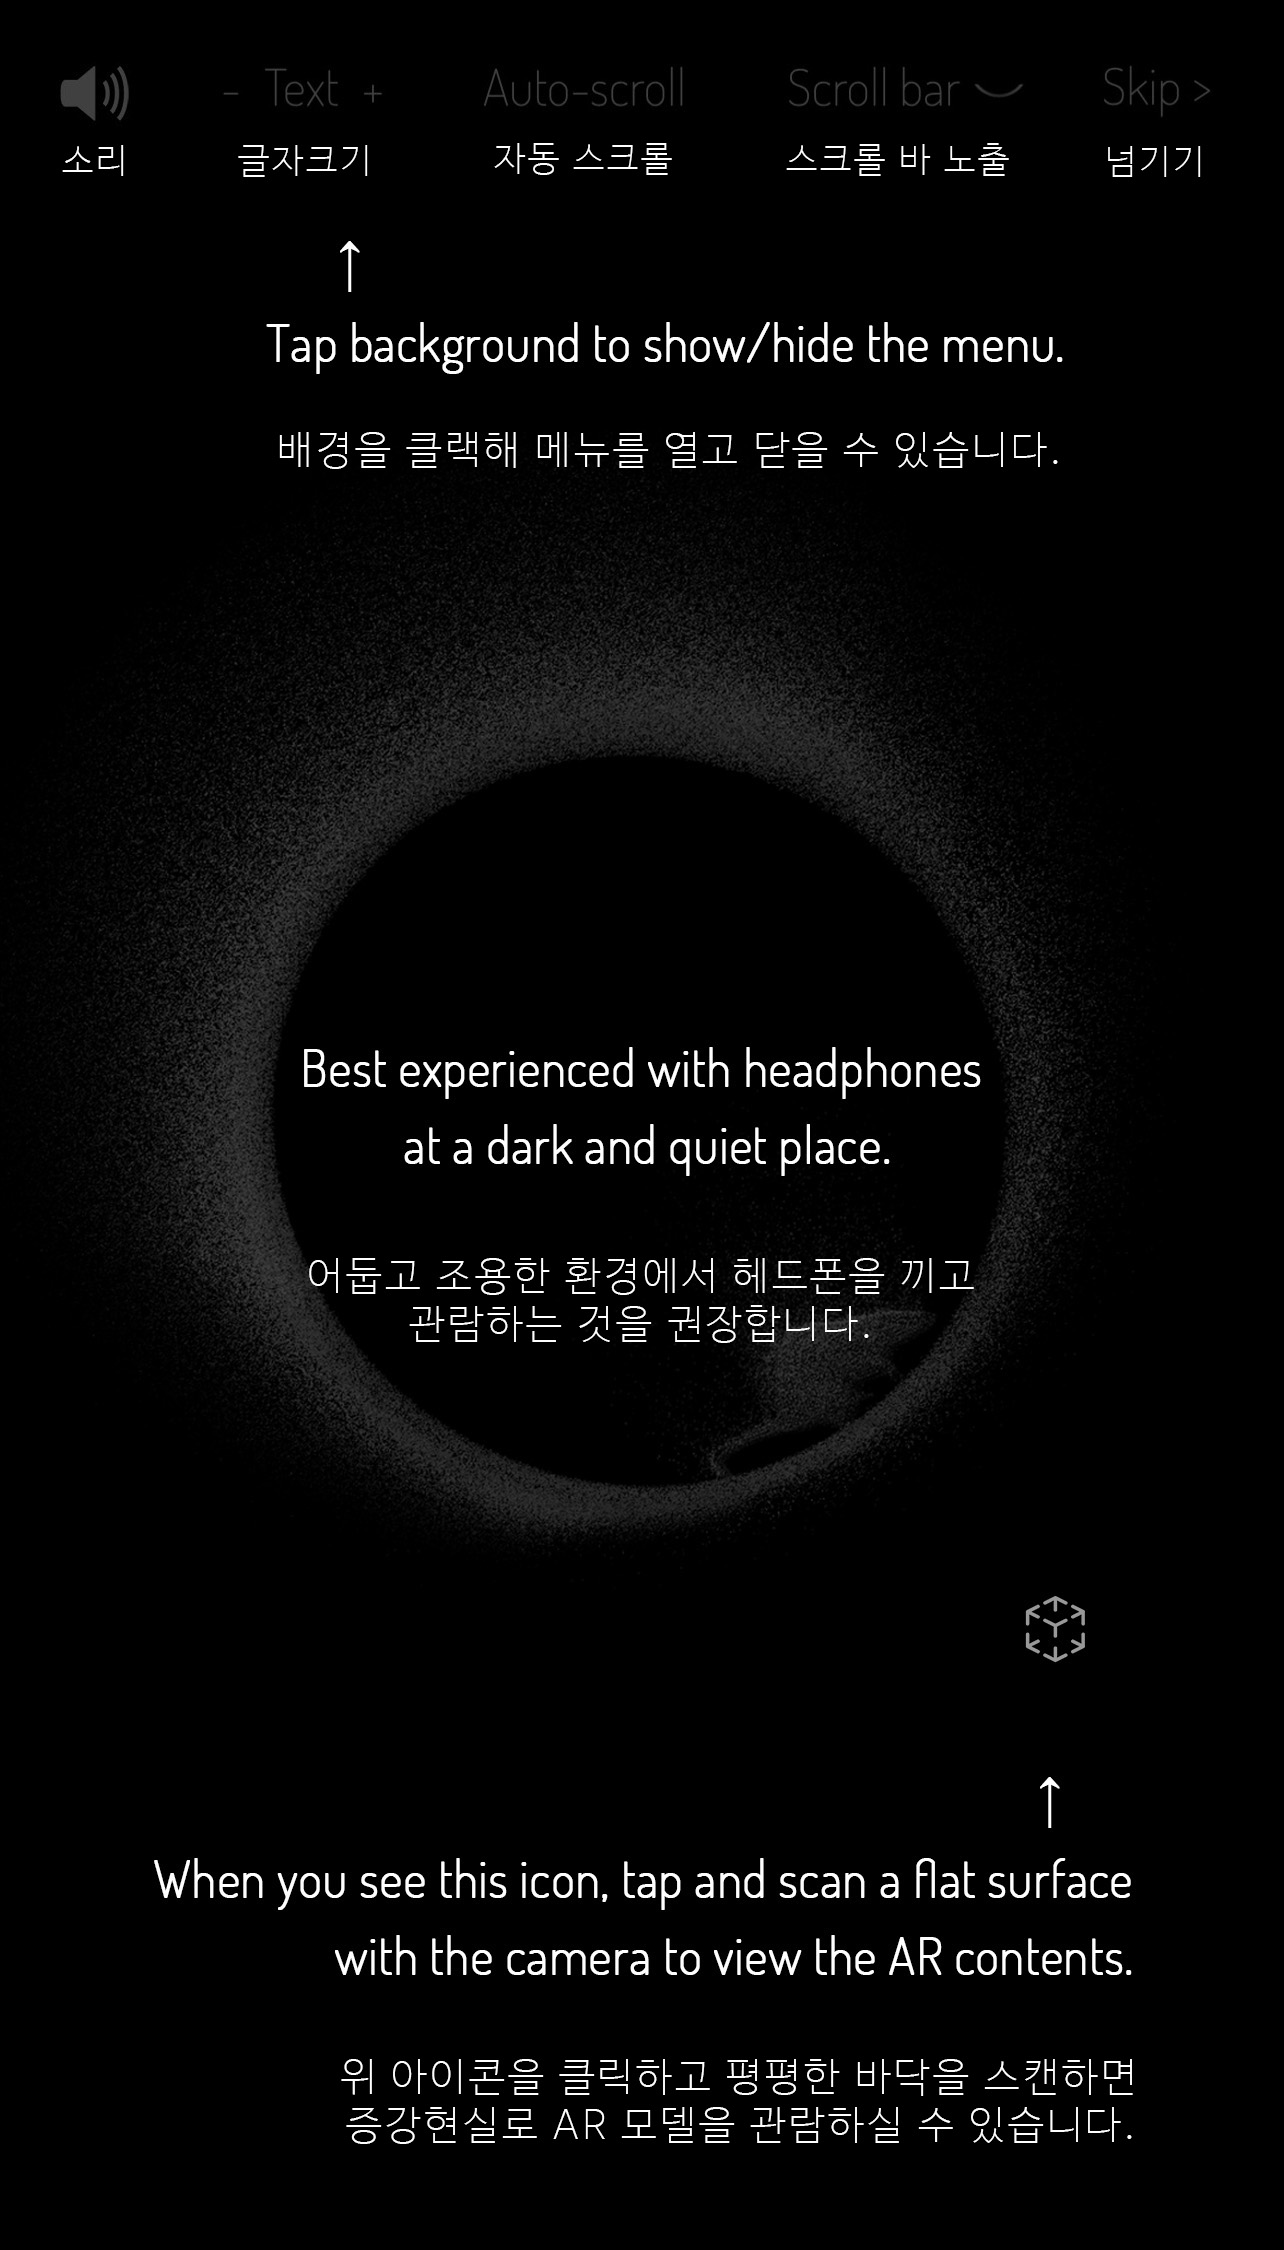 - Text +
Auto-scroll
Scroll bar
Skip >
소리
글자크기
자동 스크롤
스크롤 바 노출
넘기기
↑
Tap background to show/hide the menu.
배경을 클랙해 메뉴를 열고 닫을 수 있습니다.
Best experienced with headphones
at a dark and quiet place.
어둡고 조용한 환경에서 헤드폰을 끼고
관람하는 것을 권장합니다.
↑
When you see this icon, tap and scan a flat surface
with the camera to view the AR contents.
위 아이콘을 클릭하고 평평한 바닥을 스캔하면
증강현실로 AR 모델을 관람하실 수 있습니다.